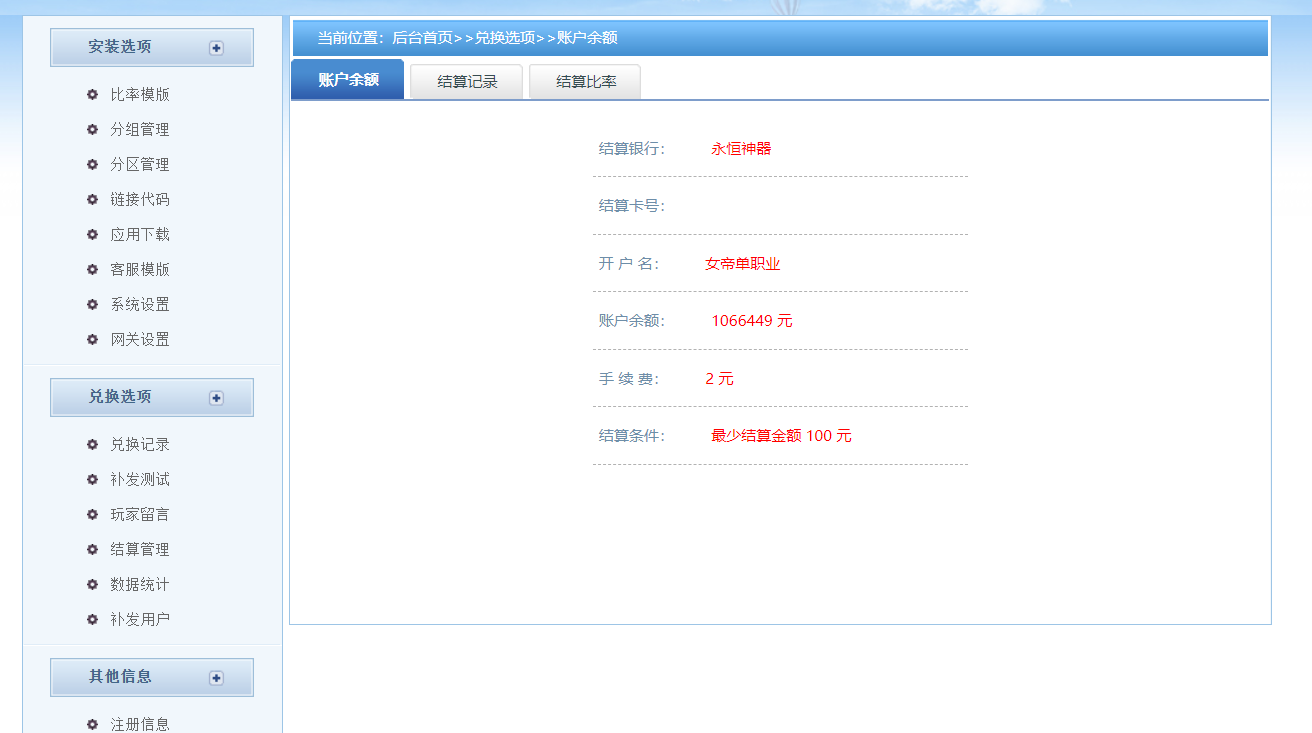 安装选项
比率模版
分组管理
分区管理
链接代码
应用下载
客服模版
系统设置
网关设置
兑换选项
兑换记录
补发测试
玩家留言
结算管理
数据统计
补发用户
其他信息
注册信息
当前位置：后台首页>>兑换选项>>账户余额
账户余额 结算记录 结算比率
结算银行： 永恒神器
结算卡号：
开 户 名： 女帝单职业
账户余额： 1066449 元
手 续 费： 2 元
结算条件： 最少结算金额 100 元